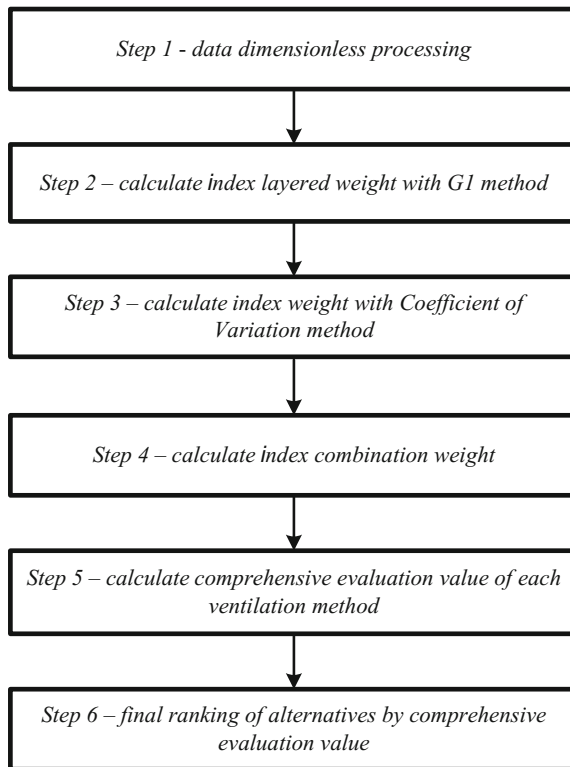 Step 1 - data dimensionless processing
Step 2 – calculate index layered weight with G1 method
Step 3 – calculate index weight with Coefficient of
Variation method
Step 4 – calculate index combination weight
Step 5 – calculate comprehensive evaluation value of each
ventilation method
Step 6 – final ranking of alternatives by comprehensive
evaluation value